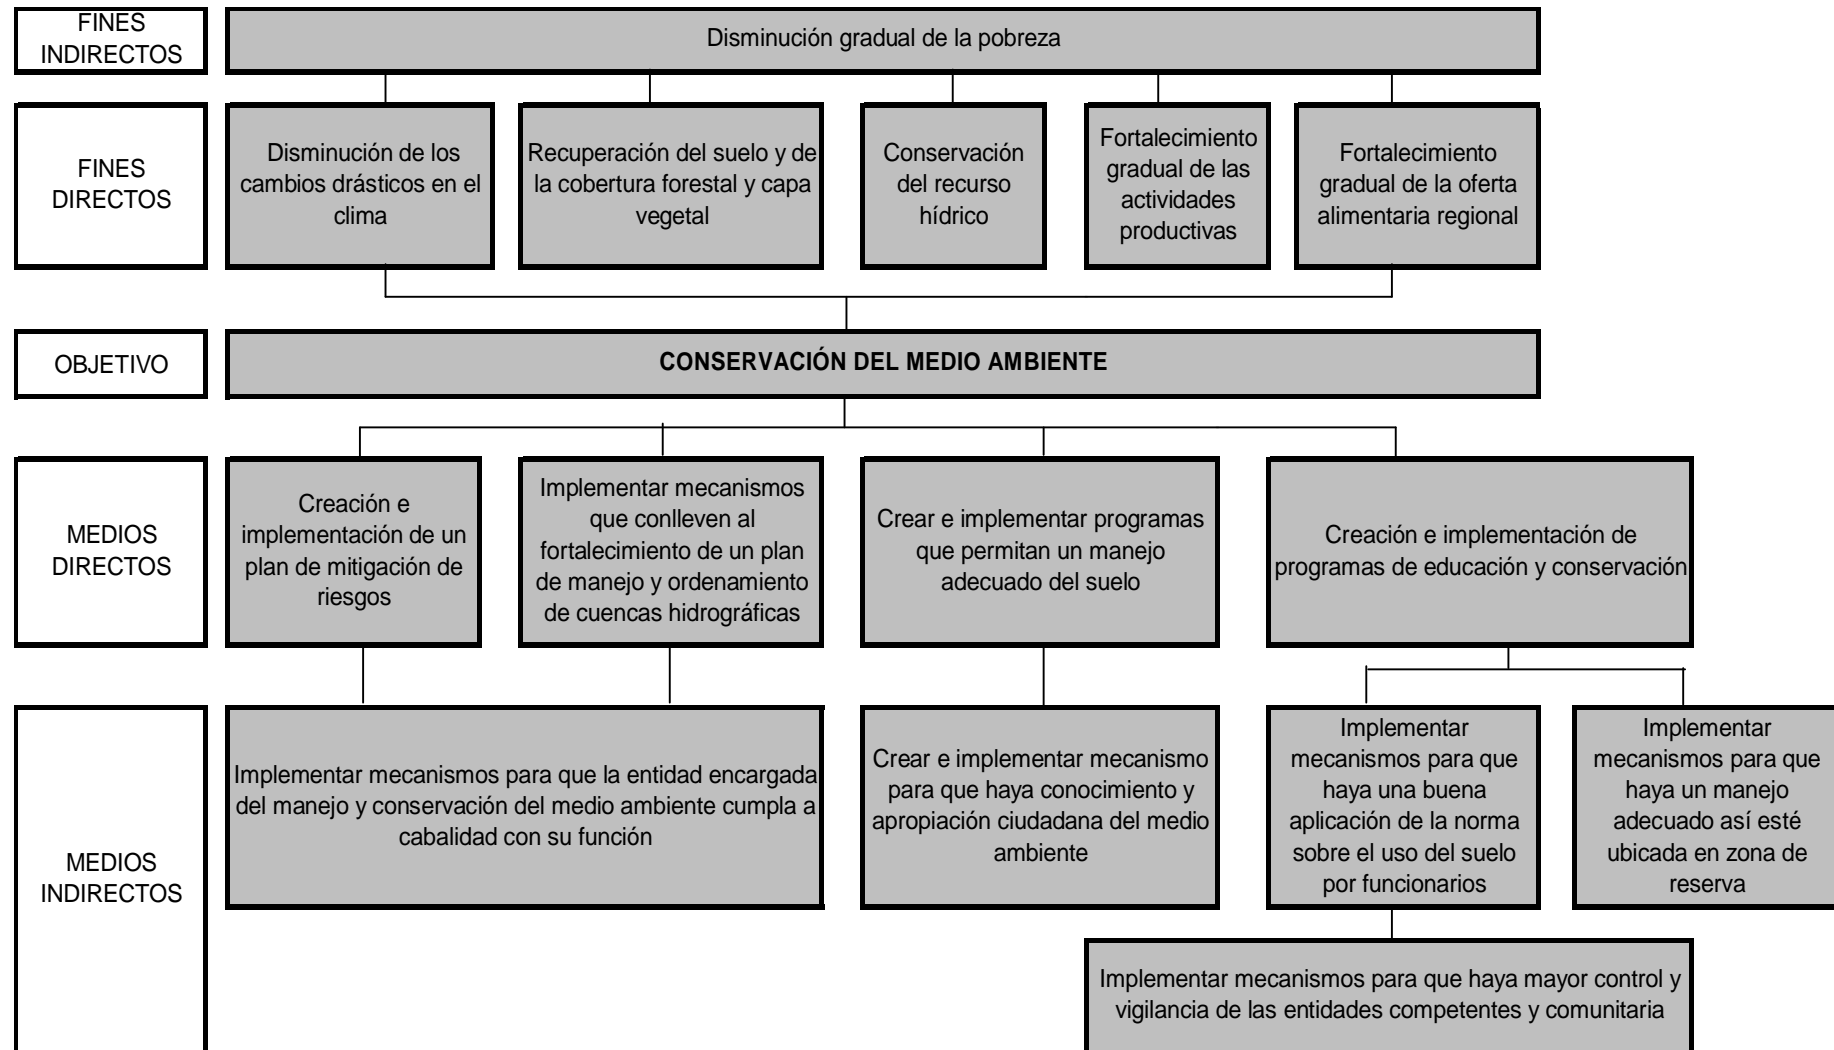 FINES
INDIRECTOS
Disminución gradual de la pobreza
FINES
DIRECTOS
Disminución de los
cambios drásticos en el
clima
Recuperación del suelo y de
la cobertura forestal y capa
vegetal
Conservación
del recurso
hídrico
Fortalecimiento
gradual de las
actividades
productivas
Fortalecimiento
gradual de la oferta
alimentaria regional
OBJETIVO
CONSERVACIÓN DEL MEDIO AMBIENTE
MEDIOS
DIRECTOS
Creación e
implementación de un
plan de mitigación de
riesgos
Implementar mecanismos
que conlleven al
fortalecimiento de un plan
de manejo y ordenamiento
de cuencas hidrográficas
Crear e implementar programas
que permitan un manejo
adecuado del suelo
Creación e implementación de
programas de educación y conservación
MEDIOS
INDIRECTOS
Implementar mecanismos para que la entidad encargada
del manejo y conservación del medio ambiente cumpla a
cabalidad con su función
Crear e implementar mecanismo
para que haya conocimiento y
apropiación ciudadana del medio
ambiente
Implementar
mecanismos para que
haya una buena
aplicación de la norma
sobre el uso del suelo
por funcionarios
Implementar
mecanismos para que
haya un manejo
adecuado así esté
ubicada en zona de
reserva
Implementar mecanismos para que haya mayor control y
vigilancia de las entidades competentes y comunitaria